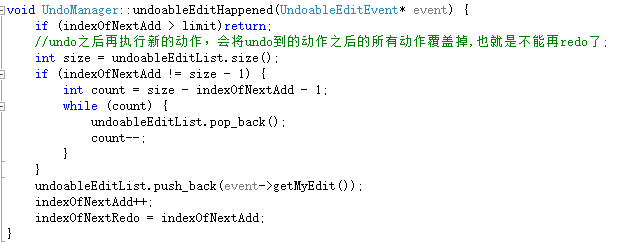 void UndoManager::undoableEditHappened(UndoableEditEvent* event) {
    if (indexOfNextAdd > limit)return;
    //undo之后再执行新的动作，会将undo到的动作之后的所有动作覆盖掉,也就是不能再redo了;
    int size = undoableEditList.size();
    if (indexOfNextAdd != size - 1) {
        int count = size - indexOfNextAdd - 1;
        while (count) {
            undoableEditList.pop_back();
            count--;
        }
    }
    undoableEditList.push_back(event->getMyEdit());
    indexOfNextAdd++;
    indexOfNextRedo = indexOfNextAdd;
}